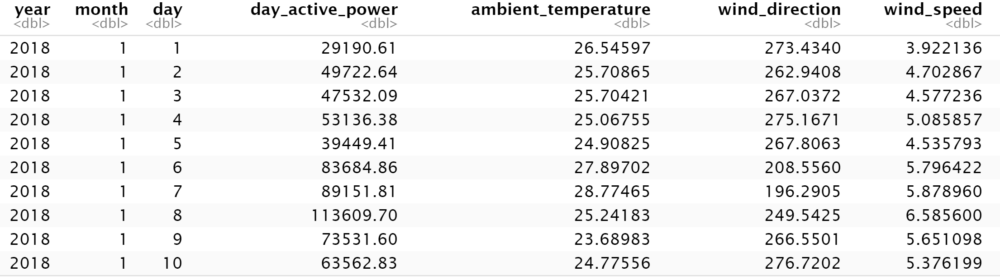 year month day day_active_power ambient_temperature wind_direction wind_speed
<dbl> <dbl> <dbl> <dbl> <dbl> <dbl> <dbl>
2018 1 1 29190.61 26.54597 273.4340 3.922136
2018 1 2 49722.64 25.70865 262.9408 4.702867
2018 1 3 47532.09 25.70421 267.0372 4.577236
2018 1 4 53136.38 25.06755 275.1671 5.085857
2018 1 5 39449.41 24.90825 267.8063 4.535793
2018 1 6 83684.86 27.89702 208.5560 5.796422
2018 1 7 89151.81 28.77465 196.2905 5.878960
2018 1 8 113609.70 25.24183 249.5425 6.585600
2018 1 9 73531.60 23.68983 266.5501 5.651098
2018 1 10 63562.83 24.77556 276.7202 5.376199